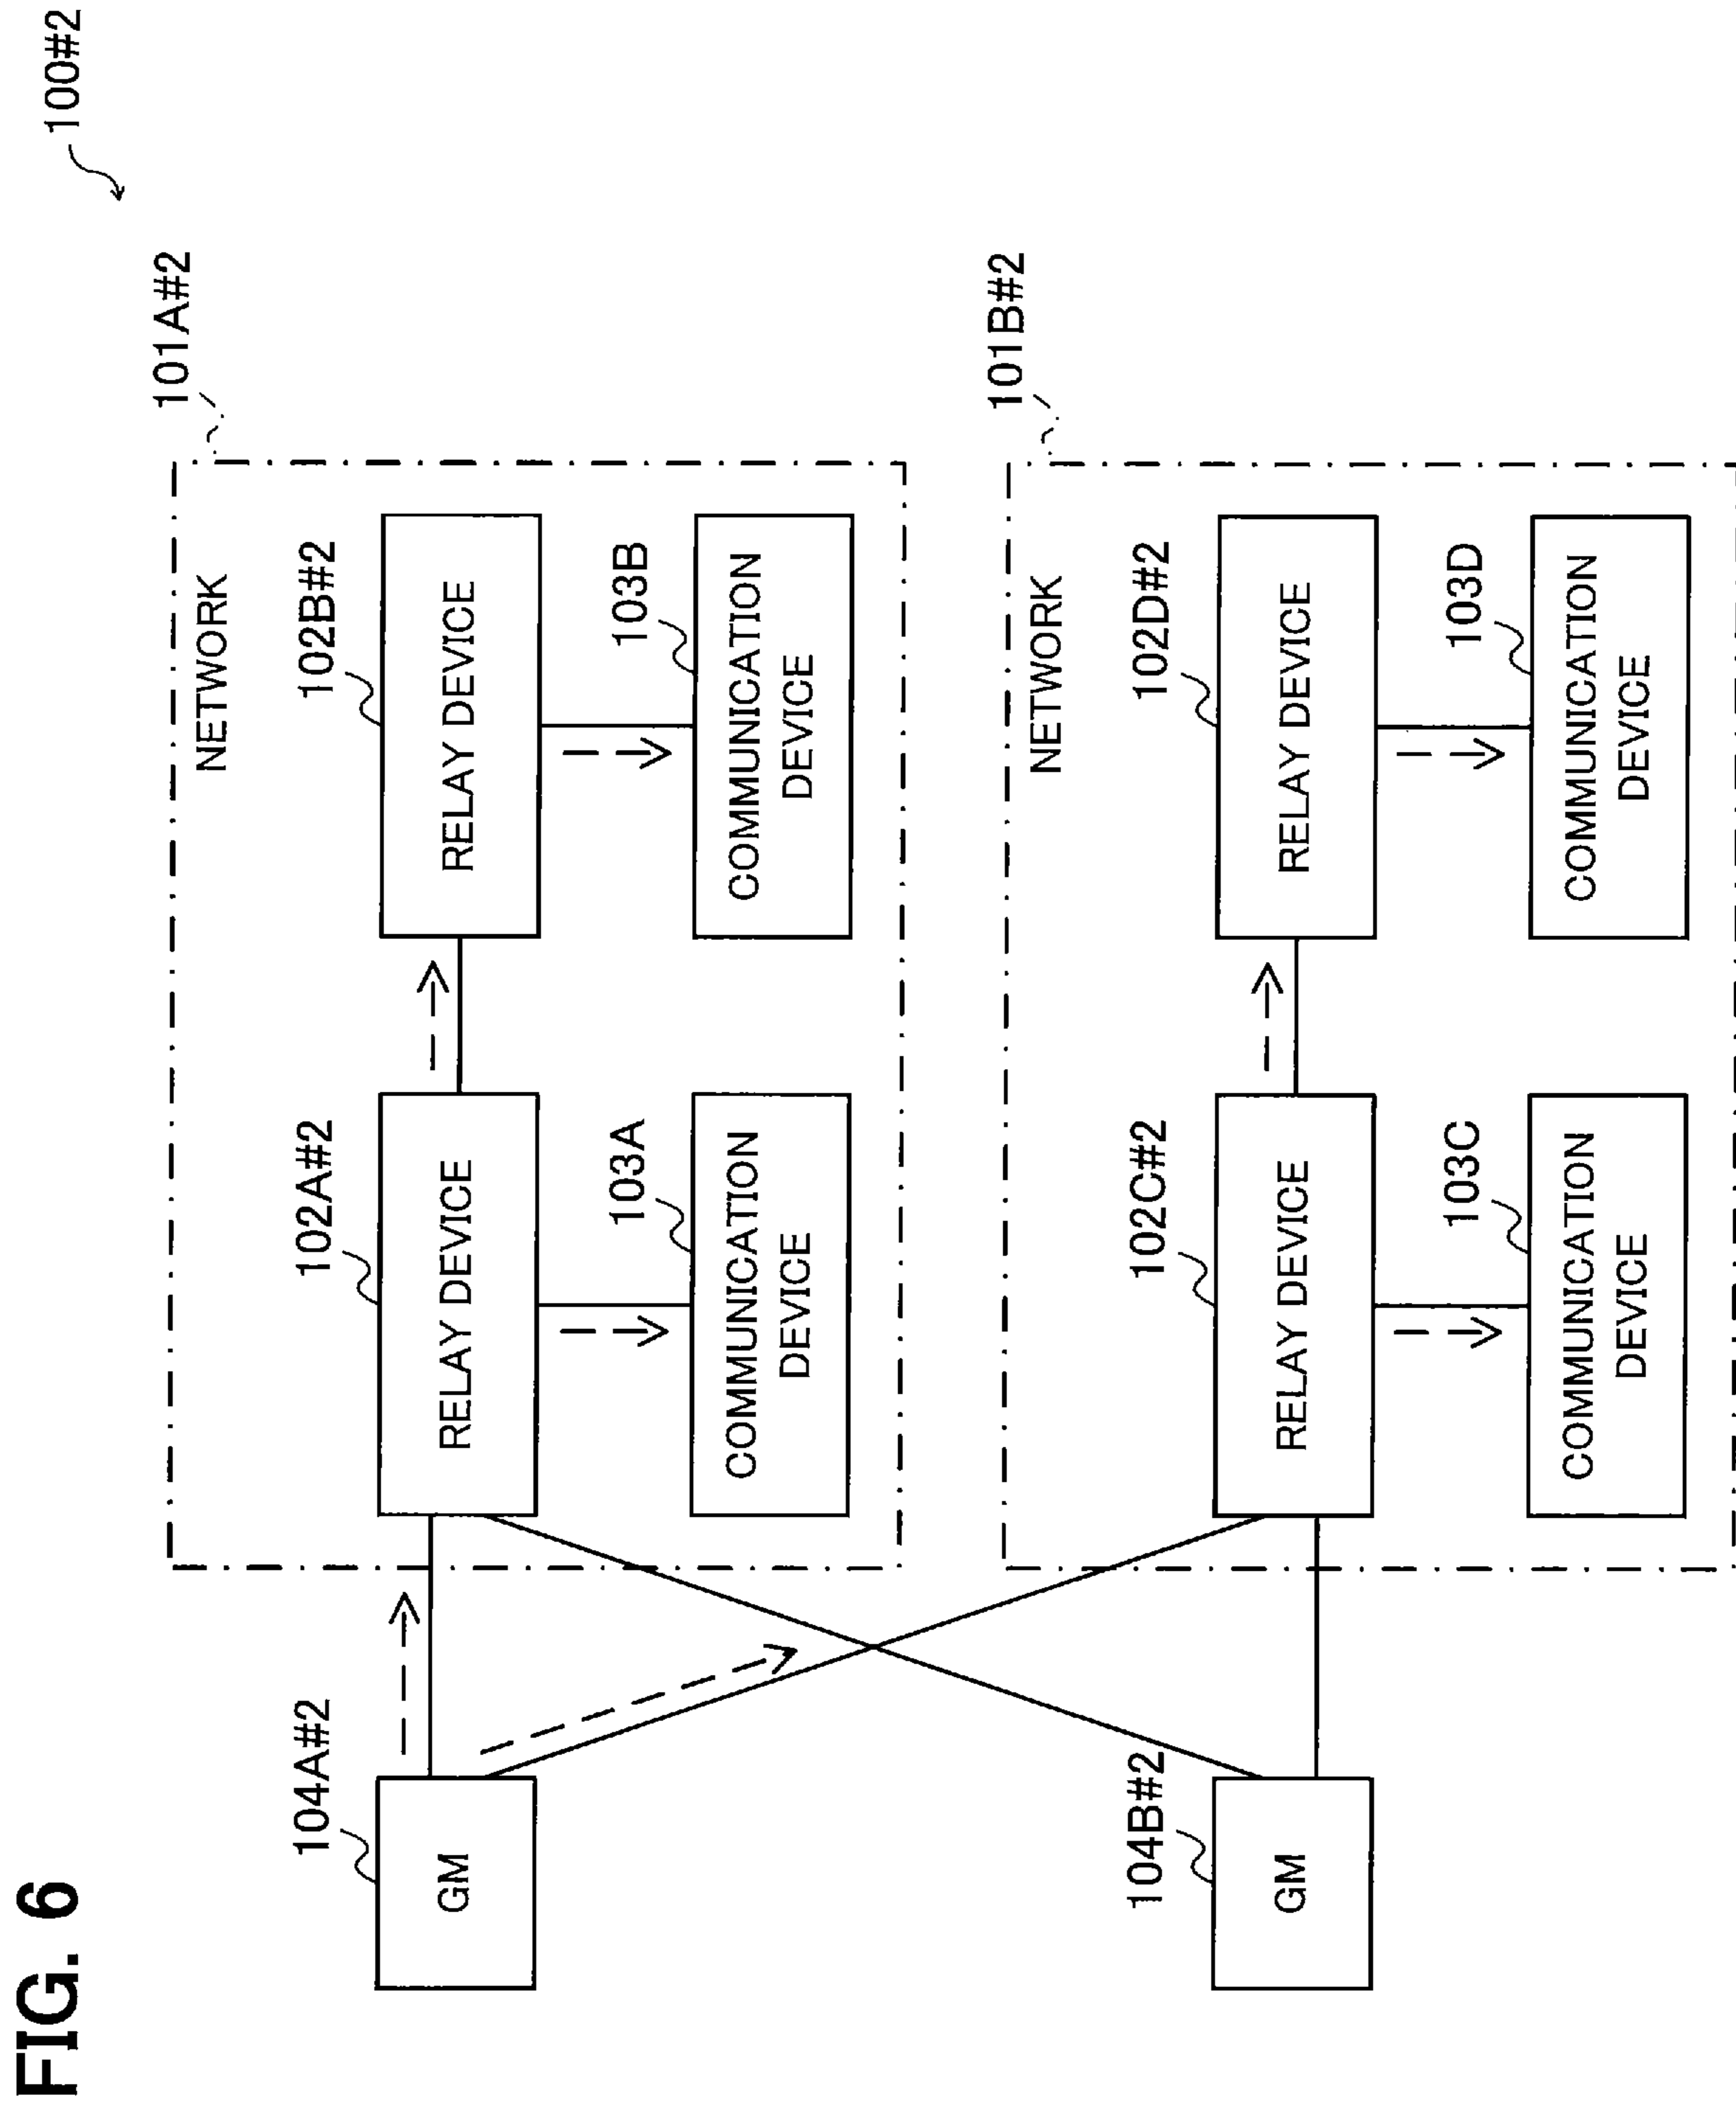 FIG. 6
100#2
101A#2
NETWORK
104A#2
GM
102A#2
RELAY DEVICE
102B#2
RELAY DEVICE
103A
COMMUNICATION
DEVICE
103B
COMMUNICATION
DEVICE
101B#2
NETWORK
104B#2
GM
102C#2
RELAY DEVICE
102D#2
RELAY DEVICE
103C
COMMUNICATION
DEVICE
103D
COMMUNICATION
DEVICE